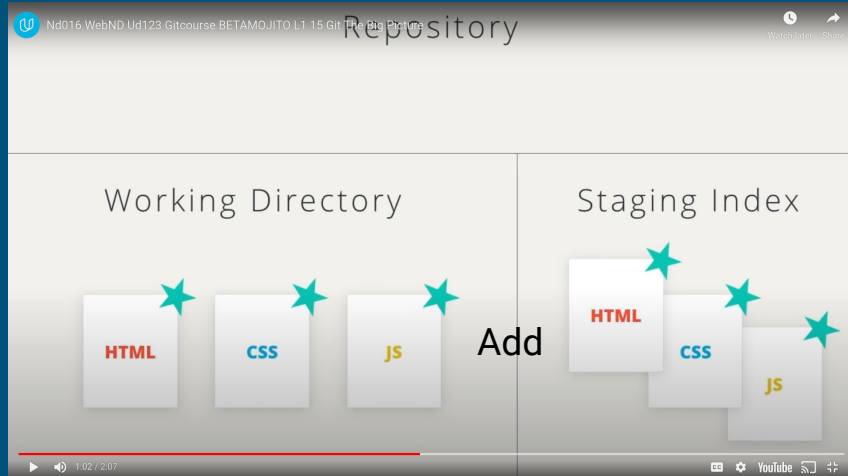 Nd016 WebND Ud123 Gitcourse BETAMOJITO L1 15 Git The Big Picture
Repository
Watch later
Share
Working Directory
Staging Index
HTML
CSS
JS
Add
HTML
CSS
JS
1:02 / 2:07
CC
YouTube